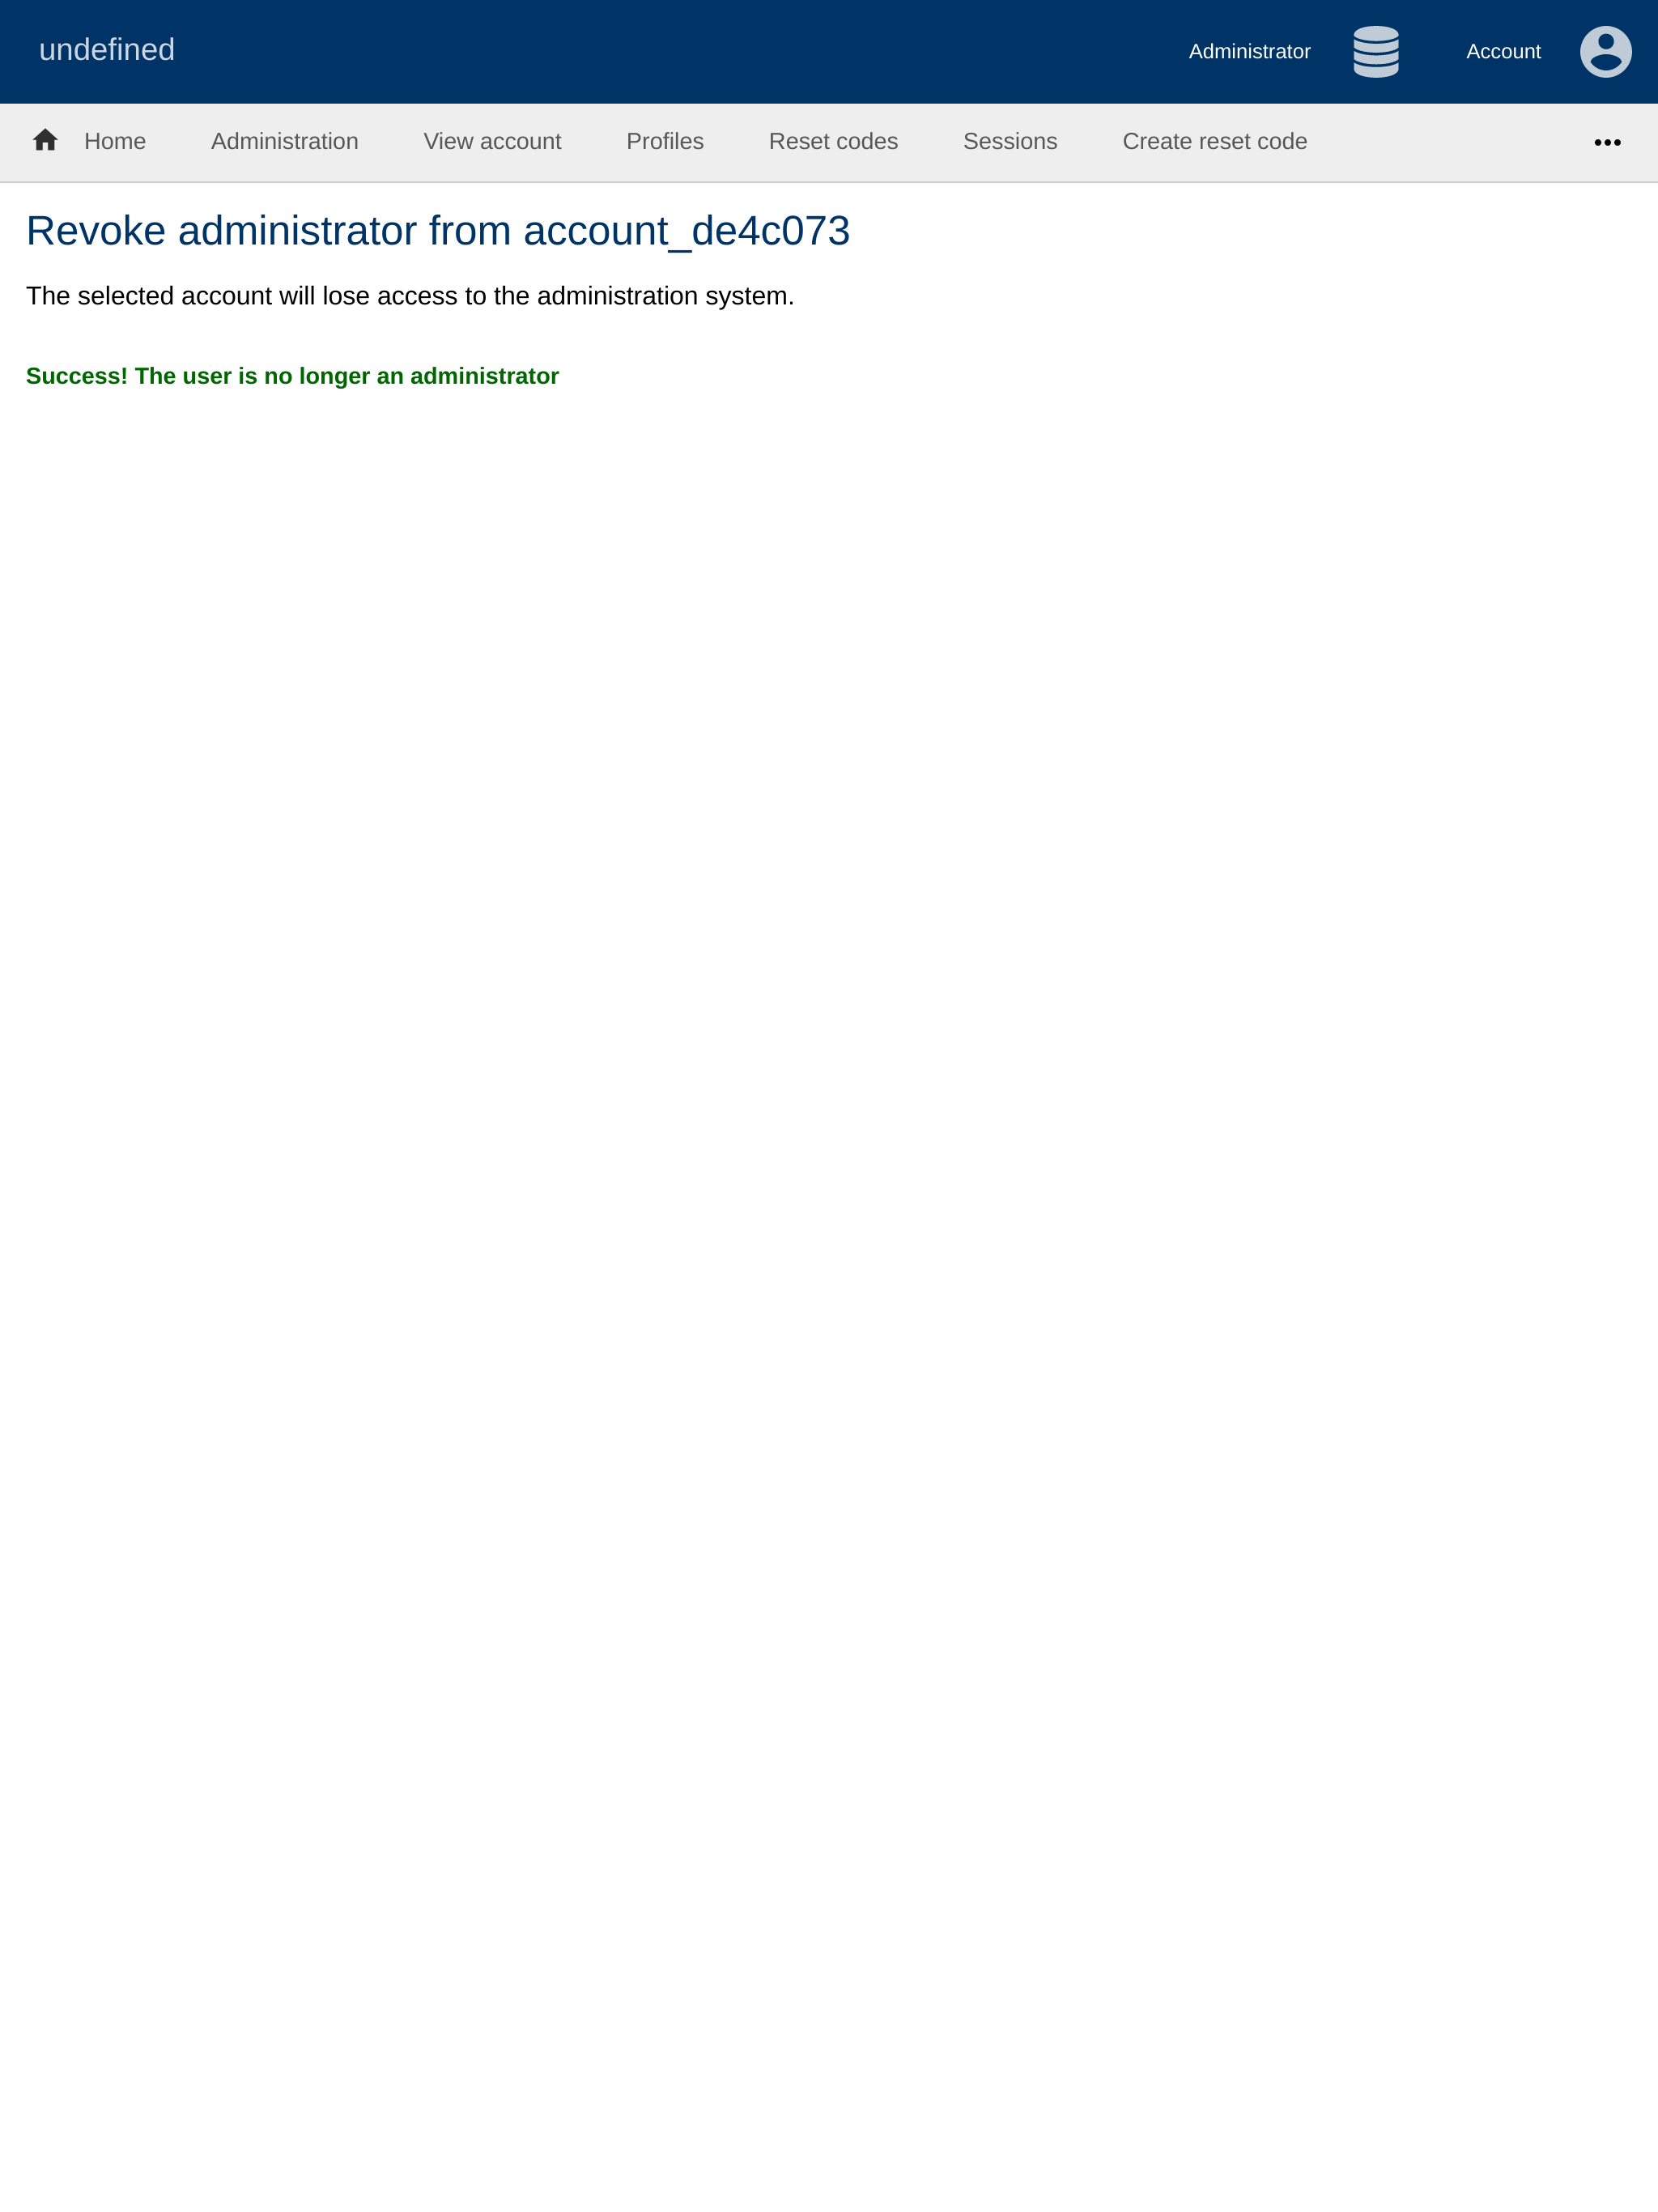 undefined
Administrator
Account
Home
Administration
View account
Profiles
Reset codes
Sessions
Create reset code
Revoke administrator from account_de4c073
The selected account will lose access to the administration system.
Success! The user is no longer an administrator